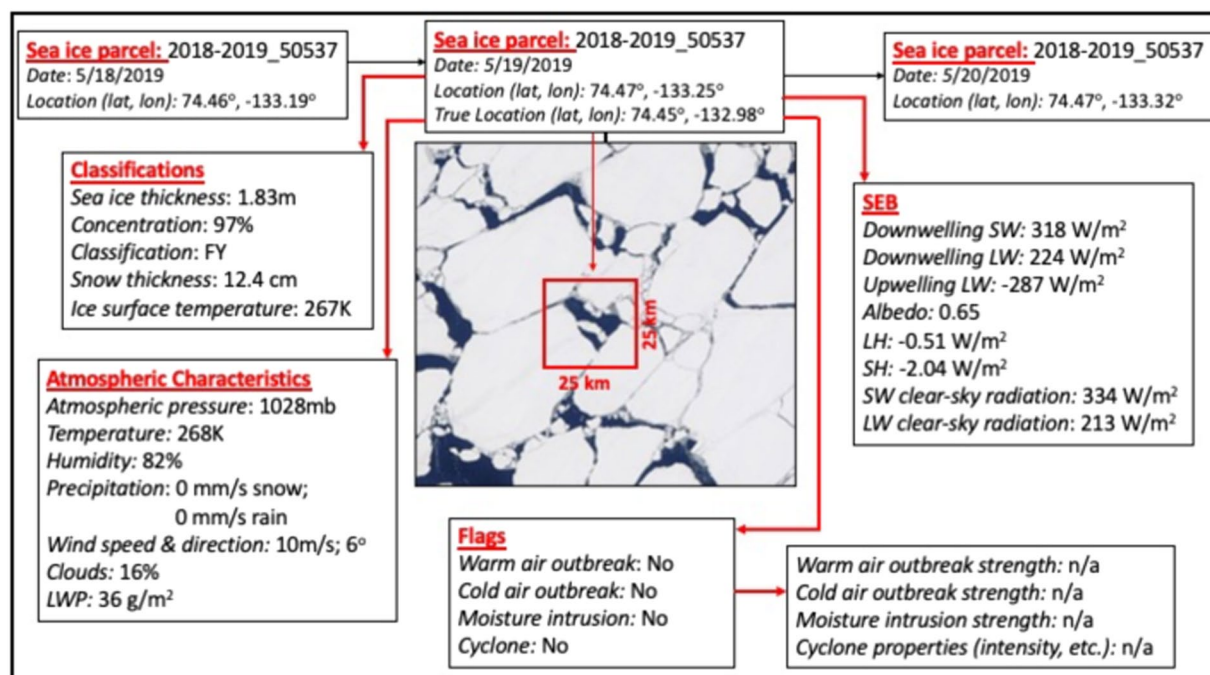 Sea ice parcel: 2018-2019_50537
Date: 5/18/2019
Location (lat, lon): 74.46°, -133.19°
Sea ice parcel: 2018-2019_50537
Date: 5/19/2019
Location (lat, lon): 74.47°, -133.25°
True Location (lat, lon): 74.45°, -132.98°
Sea ice parcel: 2018-2019_50537
Date: 5/20/2019
Location (lat, lon): 74.47°, -133.32°
Classifications
Sea ice thickness: 1.83m
Concentration: 97%
Classification: FY
Snow thickness: 12.4 cm
Ice surface temperature: 267K
25 km
25 km
SEB
Downwelling SW: 318 W/m²
Downwelling LW: 224 W/m²
Upwelling LW: -287 W/m²
Albedo: 0.65
LH: -0.51 W/m²
SH: -2.04 W/m²
SW clear-sky radiation: 334 W/m²
LW clear-sky radiation: 213 W/m²
Atmospheric Characteristics
Atmospheric pressure: 1028mb
Temperature: 268K
Humidity: 82%
Precipitation: 0 mm/s snow;
0 mm/s rain
Wind speed & direction: 10m/s; 6°
Clouds: 16%
LWP: 36 g/m²
Flags
Warm air outbreak: No
Cold air outbreak: No
Moisture intrusion: No
Cyclone: No
Warm air outbreak strength: n/a
Cold air outbreak strength: n/a
Moisture intrusion strength: n/a
Cyclone properties (intensity, etc.): n/a